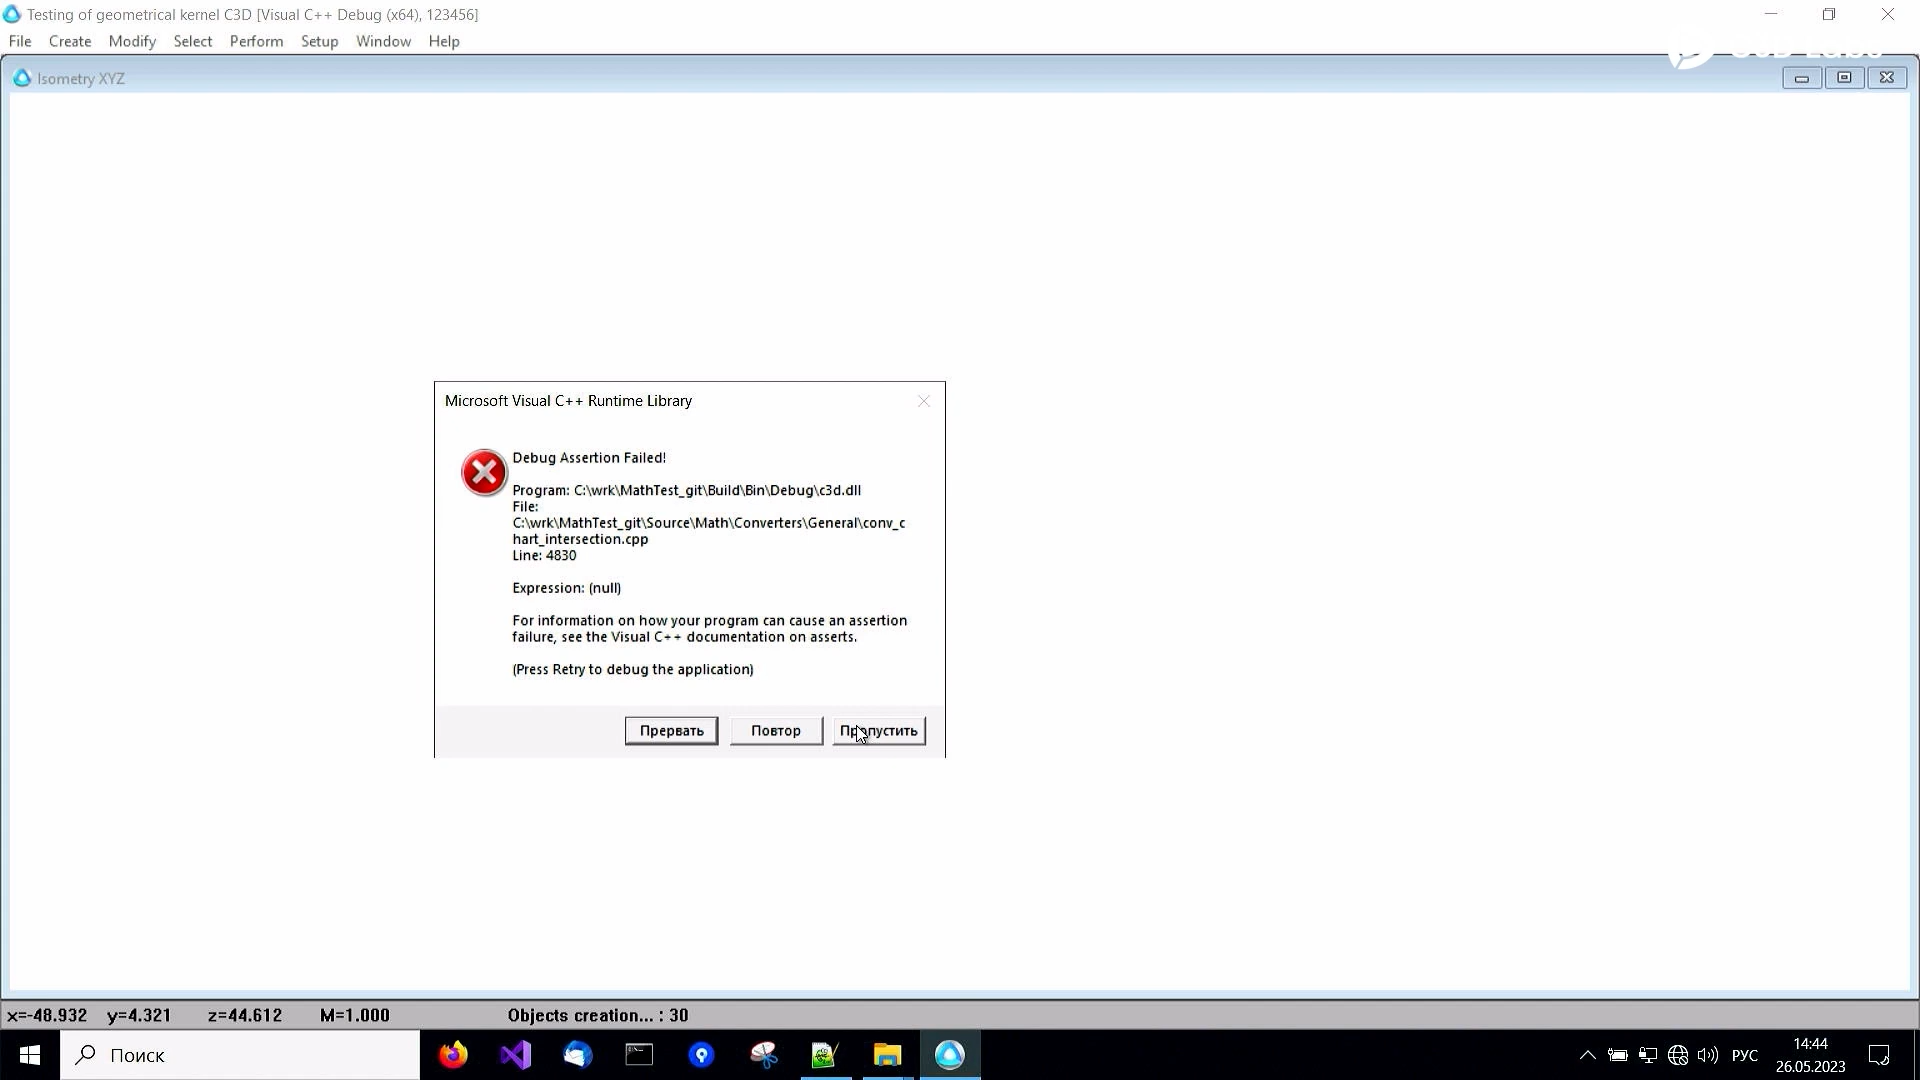 Testing of geometrical kernel C3D [Visual C++ Debug (x64), 123456]
File Create Modify Select Perform Setup Window Help
Isometry XYZ
Microsoft Visual C++ Runtime Library
Debug Assertion Failed!
Program: C:\wrk\MathTest_git\Build\Bin\Debug\c3d.dll
File:
C:\wrk\MathTest_git\Source\Math\Converters\General\conv_c
hart_intersection.cpp
Line: 4830
Expression: (null)
For information on how your program can cause an assertion
failure, see the Visual C++ documentation on asserts.
(Press Retry to debug the application)
Прервать Повтор Пропустить
x=-48.932 y=4.321 z=44.612 M=1.000 Objects creation... : 30
Поиск
РУС
14:44
26.05.2023